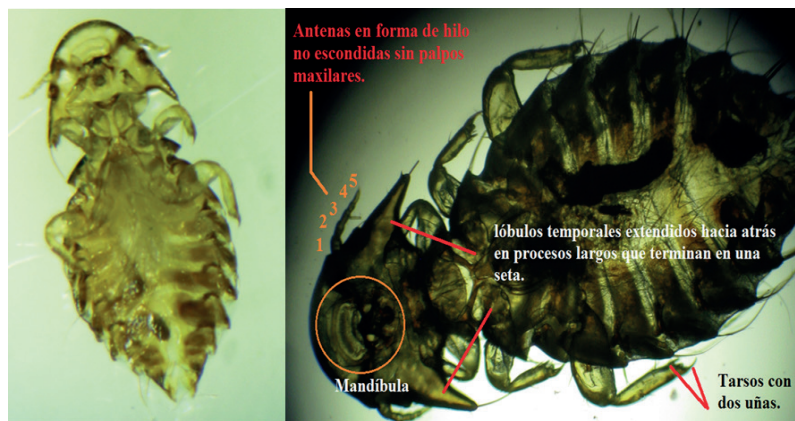 Antenas en forma de hilo
no escondidas sin palpos
maxilares.
5
4
3
2
1
lóbulos temporales extendidos hacia atrás
en procesos largos que terminan en una
seta.
Mandíbula
Tarsos con
dos uñas.